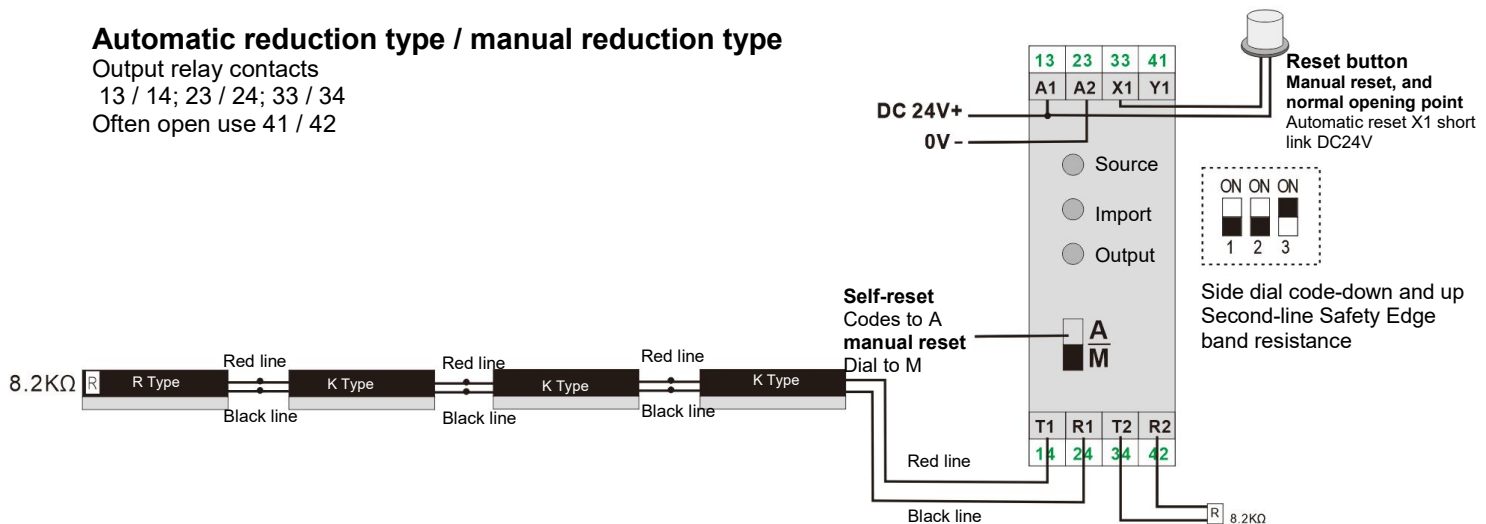 Automatic reduction type / manual reduction type
Output relay contacts
13 / 14; 23 / 24; 33 / 34
Often open use 41 / 42
13 23 33 41
A1 A2 X1 Y1
DC 24V+
0V -
Reset button
Manual reset, and
normal opening point
Automatic reset X1 short
link DC24V
Source
Import
Output
ON ON ON
1 2 3
Side dial code-down and up
Second-line Safety Edge
band resistance
Self-reset
Codes to A
manual reset
Dial to M
A
M
8.2KΩ R R Type
Red line
Black line
K Type
Red line
Black line
K Type
Red line
Black line
K Type
T1 R1 T2 R2
14 24 34 42
Red line
Black line
R 8.2KΩ